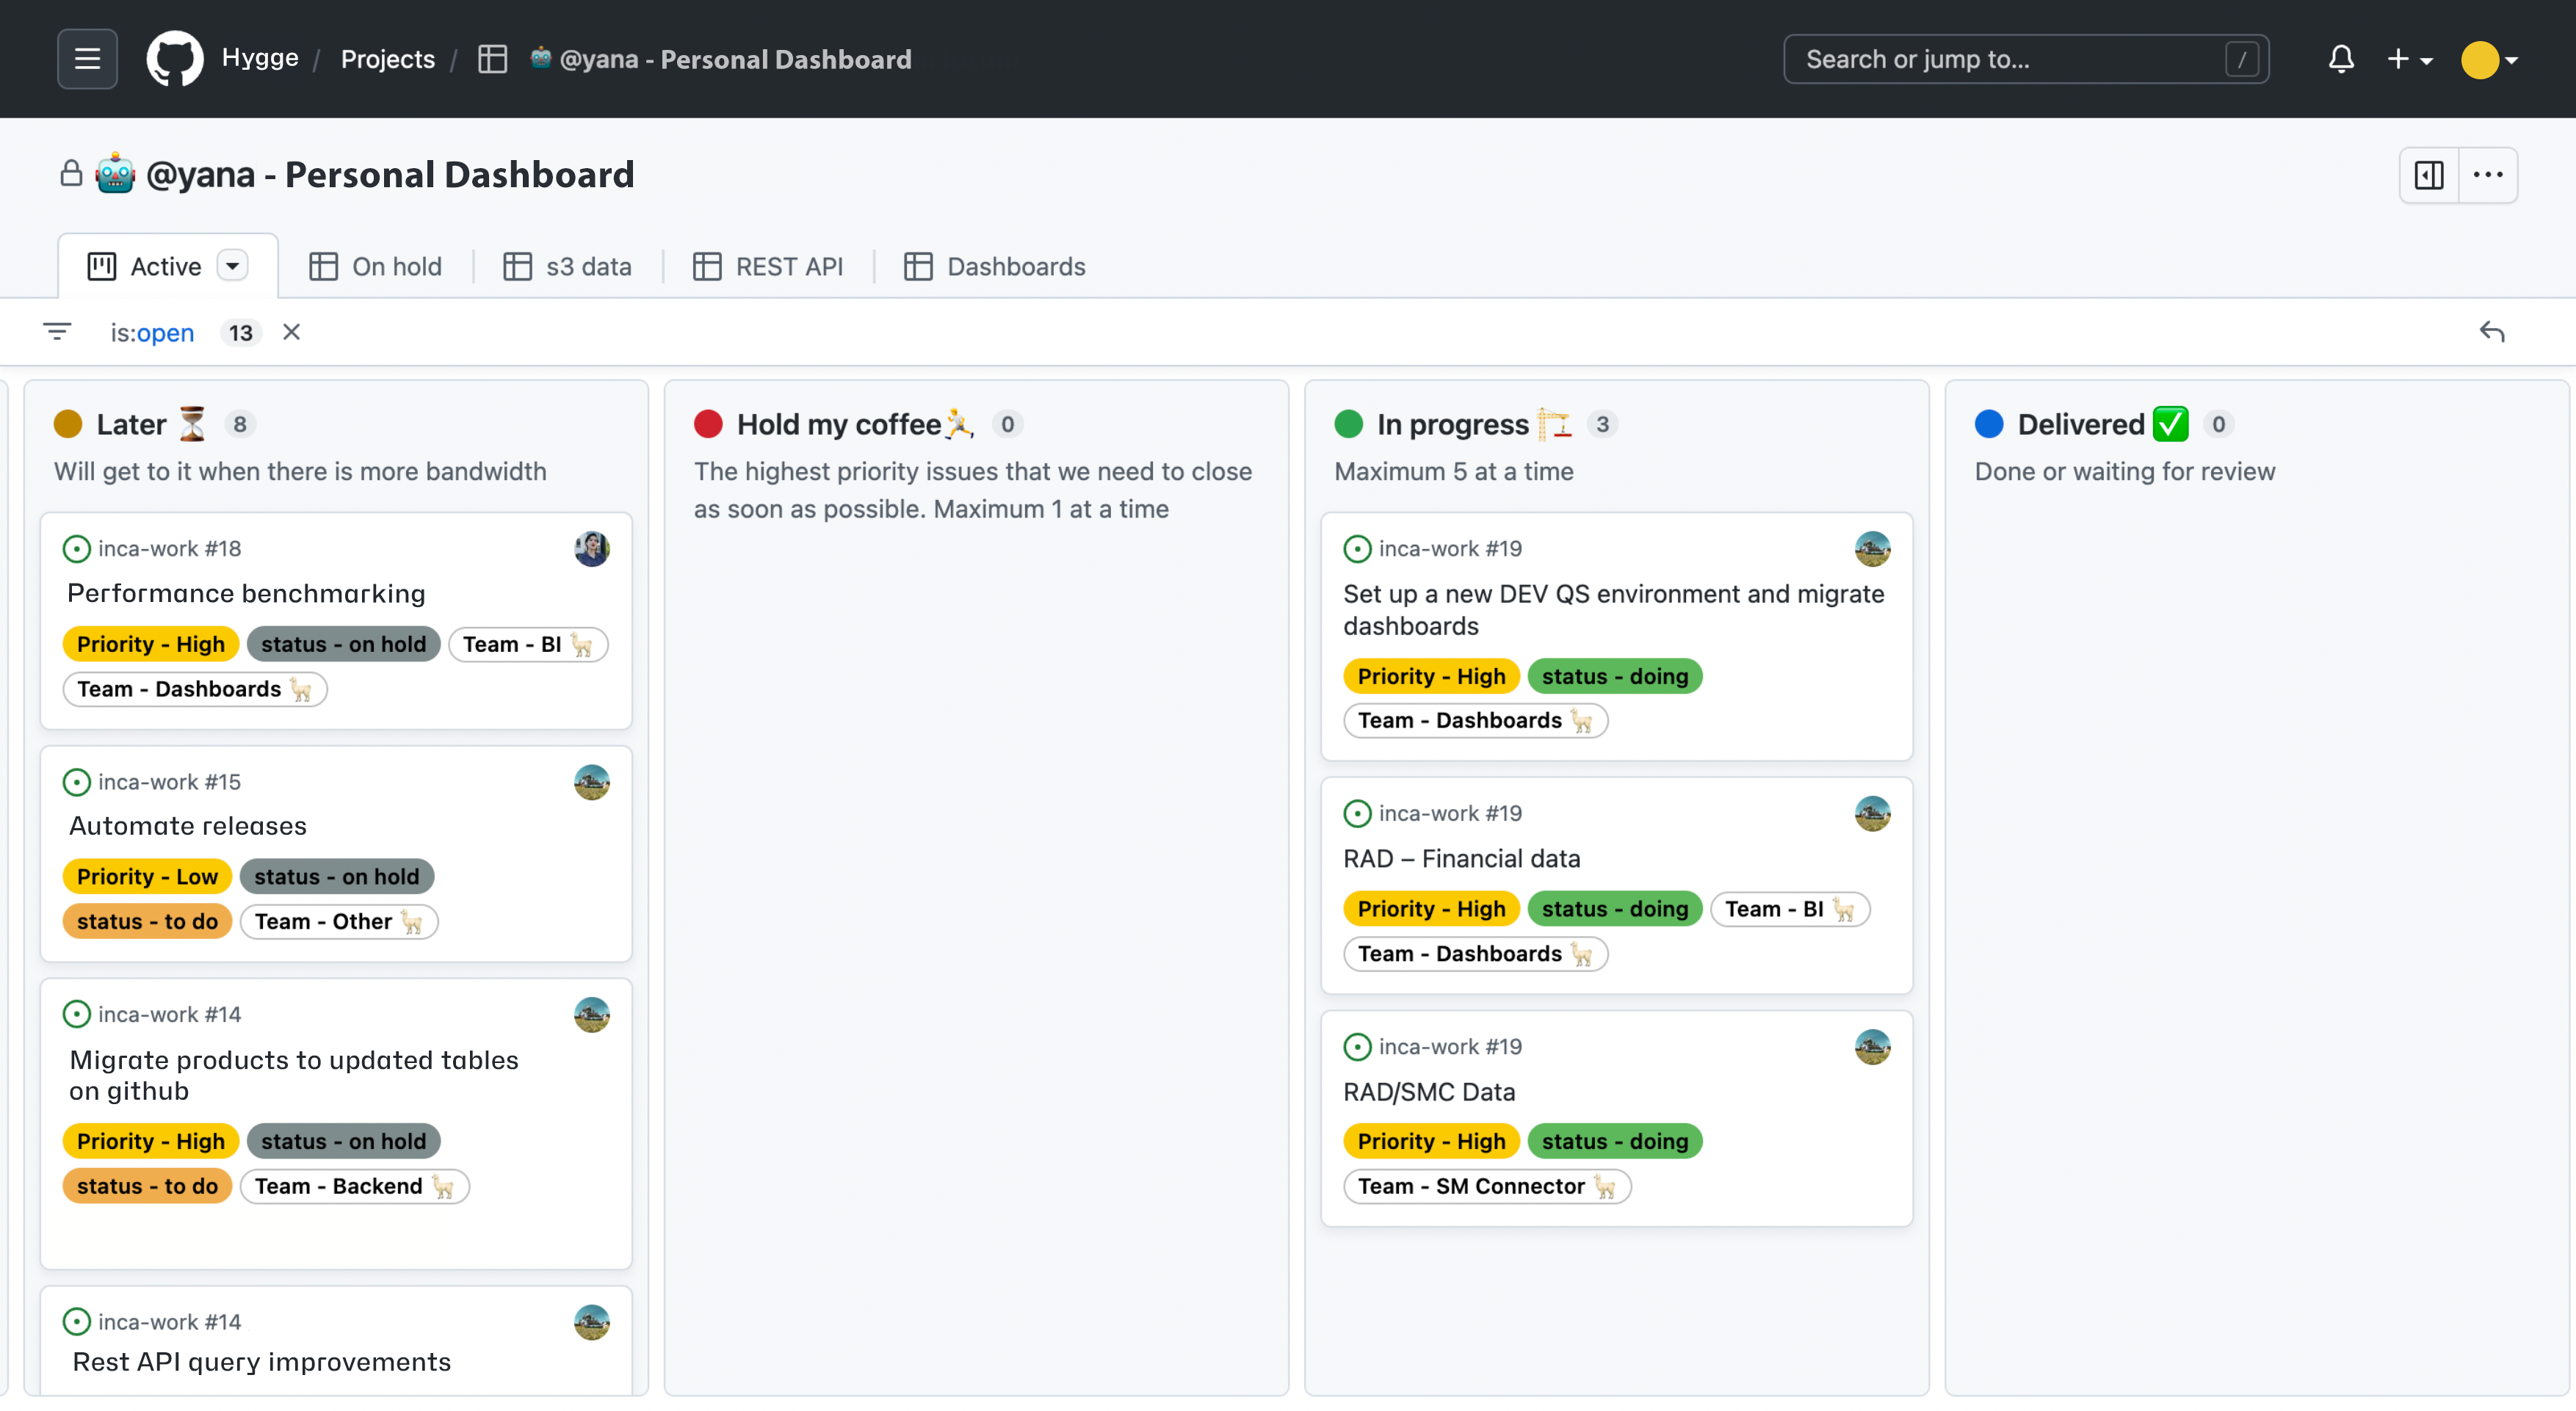 Hygge / Projects / @yana - Personal Dashboard
Search or jump to... /
@yana - Personal Dashboard
Active
On hold
s3 data
REST API
Dashboards
is:open 13
Later 8
Will get to it when there is more bandwidth
inca-work #18
Performance benchmarking
Priority - High status - on hold Team - BI
Team - Dashboards
inca-work #15
Automate releases
Priority - Low status - on hold
status - to do Team - Other
inca-work #14
Migrate products to updated tables
on github
Priority - High status - on hold
status - to do Team - Backend
inca-work #14
Rest API query improvements
Hold my coffee 0
The highest priority issues that we need to close
as soon as possible. Maximum 1 at a time
In progress 3
Maximum 5 at a time
inca-work #19
Set up a new DEV QS environment and migrate
dashboards
Priority - High status - doing
Team - Dashboards
inca-work #19
RAD – Financial data
Priority - High status - doing Team - BI
Team - Dashboards
inca-work #19
RAD/SMC Data
Priority - High status - doing
Team - SM Connector
Delivered 0
Done or waiting for review